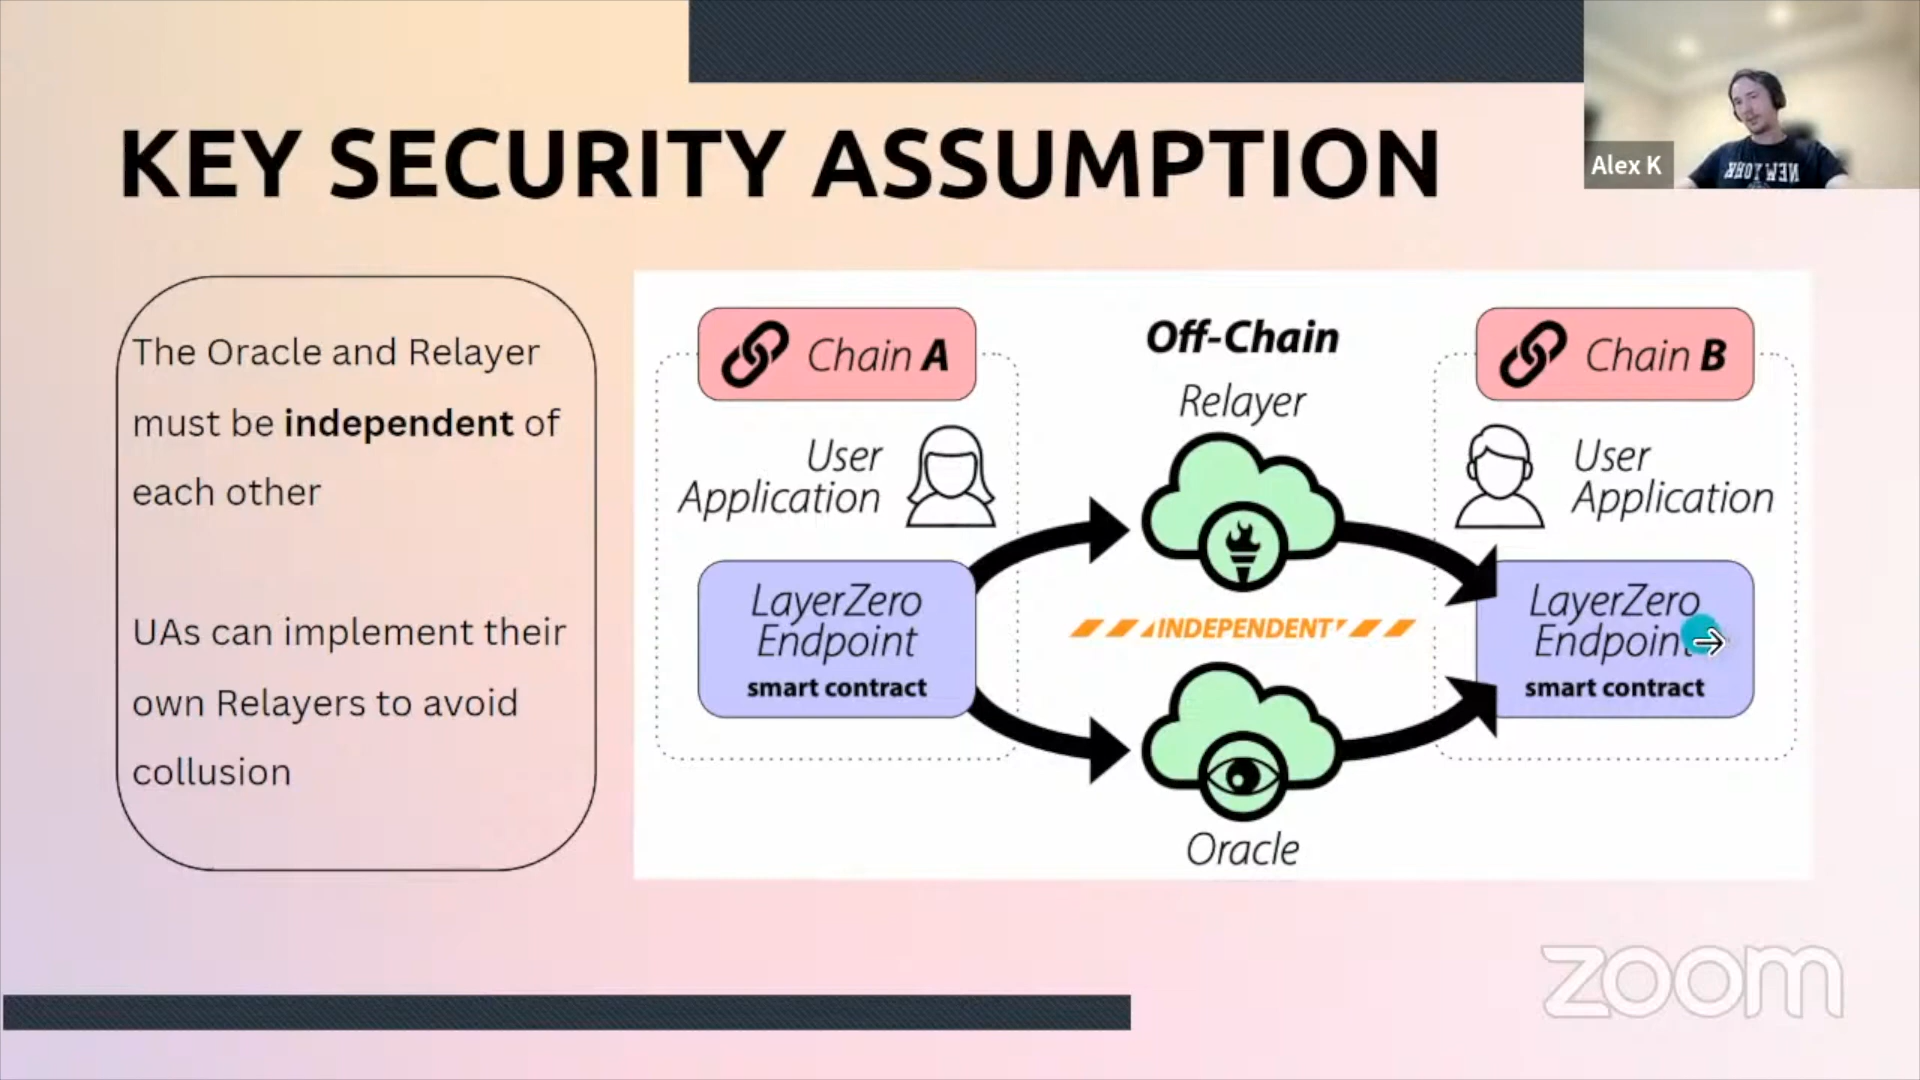 KEY SECURITY ASSUMPTION
Alex K
NEW YORK
The Oracle and Relayer
must be independent of
each other
UAs can implement their
own Relayers to avoid
collusion
Chain A
User
Application
LayerZero
Endpoint
smart contract
Off-Chain
Relayer
INDEPENDENT
Oracle
Chain B
User
Application
LayerZero
Endpoint
smart contract
zoom